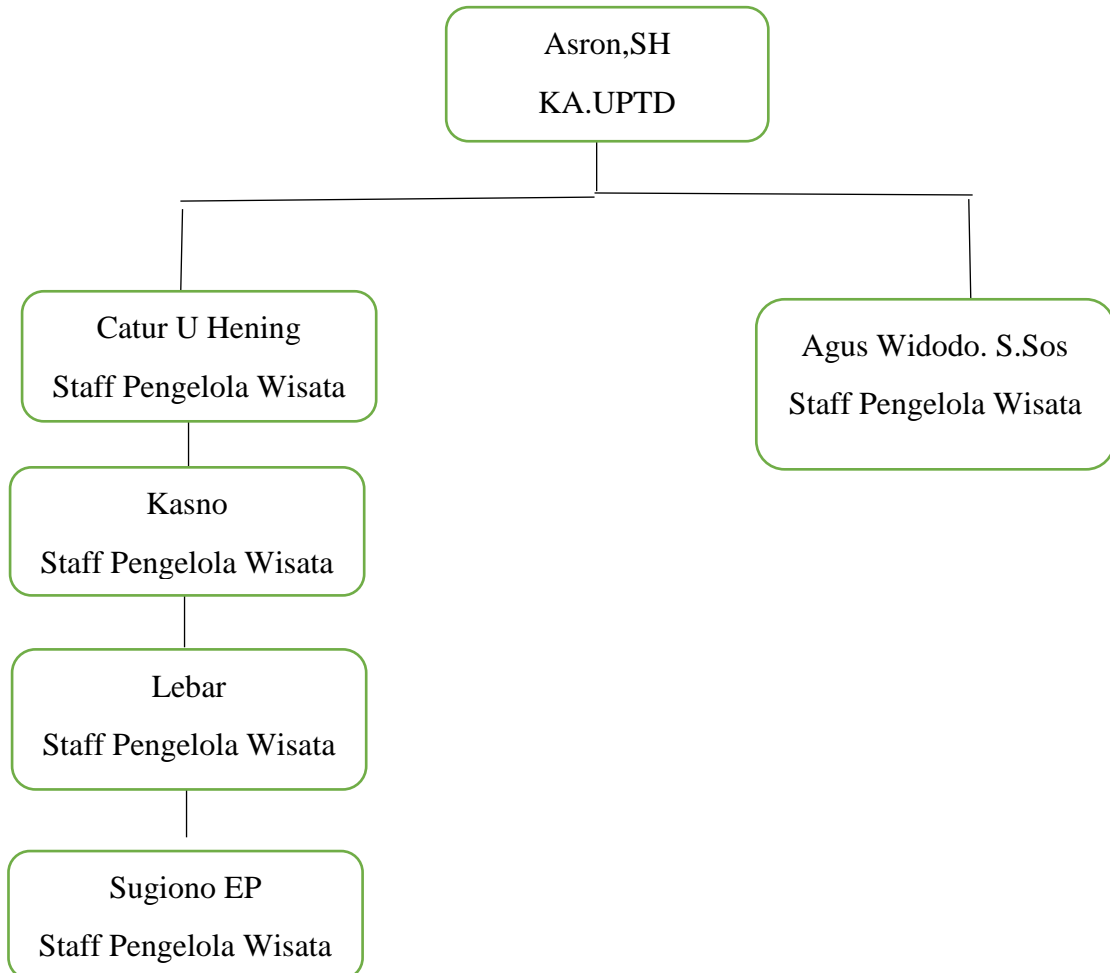 Asron,SH
KA.UPTD
Catur U Hening
Staff Pengelola Wisata
Agus Widodo. S.Sos
Staff Pengelola Wisata
Kasno
Staff Pengelola Wisata
Lebar
Staff Pengelola Wisata
Sugiono EP
Staff Pengelola Wisata